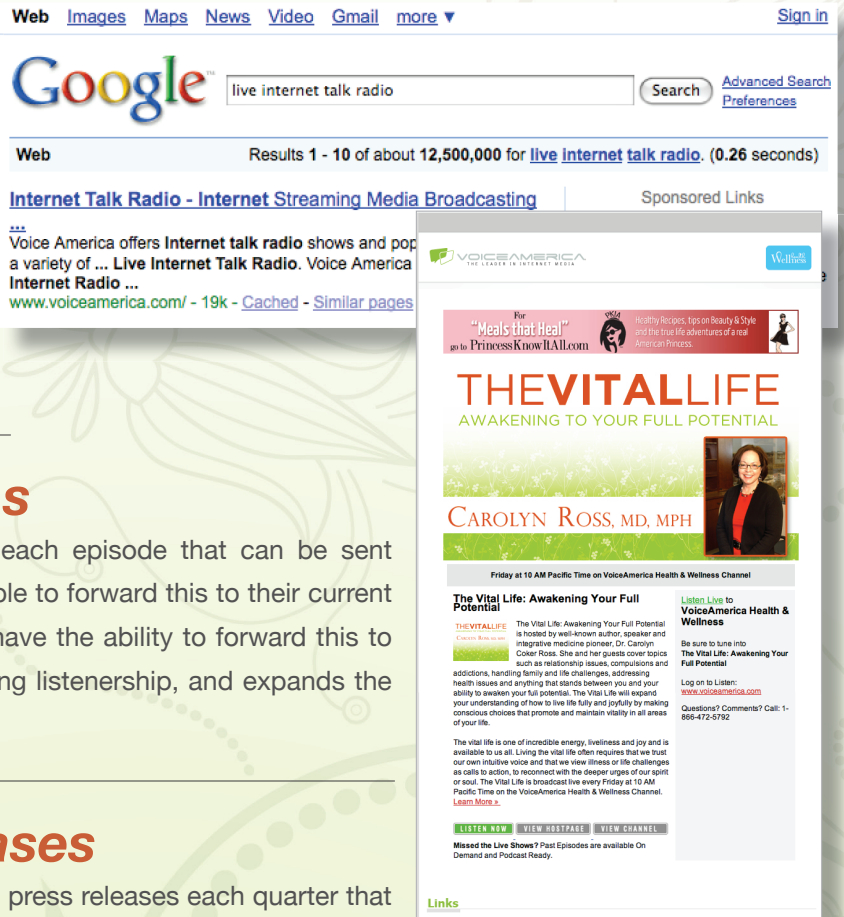 Web Images Maps News Video Gmail more ▼ Sign in
Google™ live internet talk radio Search Advanced Search
Preferences
Web Results 1 - 10 of about 12,500,000 for live internet talk radio. (0.26 seconds)
Internet Talk Radio - Internet Streaming Media Broadcasting
...
Sponsored Links
Voice America offers Internet talk radio shows and pop
a variety of ... Live Internet Talk Radio. Voice America
Internet Radio ...
www.voiceamerica.com/ - 19k - Cached - Similar pages
s
each episode that can be sent
ble to forward this to their current
have the ability to forward this to
ng listenership, and expands the
ases
press releases each quarter that
VOICEAMERICA
THE LEADER IN INTERNET MEDIA
Wellness
For
"Meals that Heal"
go to PrincessKnowItAll.com
PKIA
Healthy Recipes, tips on Beauty & Style
and the true life adventures of a real
American Princess.
THEVITALLIFE
AWAKENING TO YOUR FULL POTENTIAL
CAROLYN ROSS, MD, MPH
Friday at 10 AM Pacific Time on VoiceAmerica Health & Wellness Channel
The Vital Life: Awakening Your Full
Potential
THEVITALLIFE
CAROLYN ROSS, MD, MPH
The Vital Life: Awakening Your Full Potential
is hosted by well-known author, speaker and
integrative medicine pioneer, Dr. Carolyn
Coker Ross. She and her guests cover topics
such as relationship issues, compulsions and
addictions, handling family and life challenges, addressing
health issues and anything that stands between you and your
ability to awaken your full potential. The Vital Life will expand
your understanding of how to live life fully and joyfully by making
conscious choices that promote and maintain vitality in all areas
of your life.
The vital life is one of incredible energy, liveliness and joy and is
available to us all. Living the vital life often requires that we trust
our own intuitive voice and that we view illness or life challenges
as calls to action, to reconnect with the deeper urges of our spirit
or soul. The Vital Life is broadcast live every Friday at 10 AM
Pacific Time on the VoiceAmerica Health & Wellness Channel.
Learn More »
LISTEN NOW VIEW HOSTPAGE VIEW CHANNEL
Missed the Live Shows? Past Episodes are available On
Demand and Podcast Ready.
Listen Live to
VoiceAmerica Health &
Wellness
Be sure to tune into
The Vital Life: Awakening Your
Full Potential
Log on to Listen:
www.voiceamerica.com
Questions? Comments? Call: 1-
866-472-5792
Links